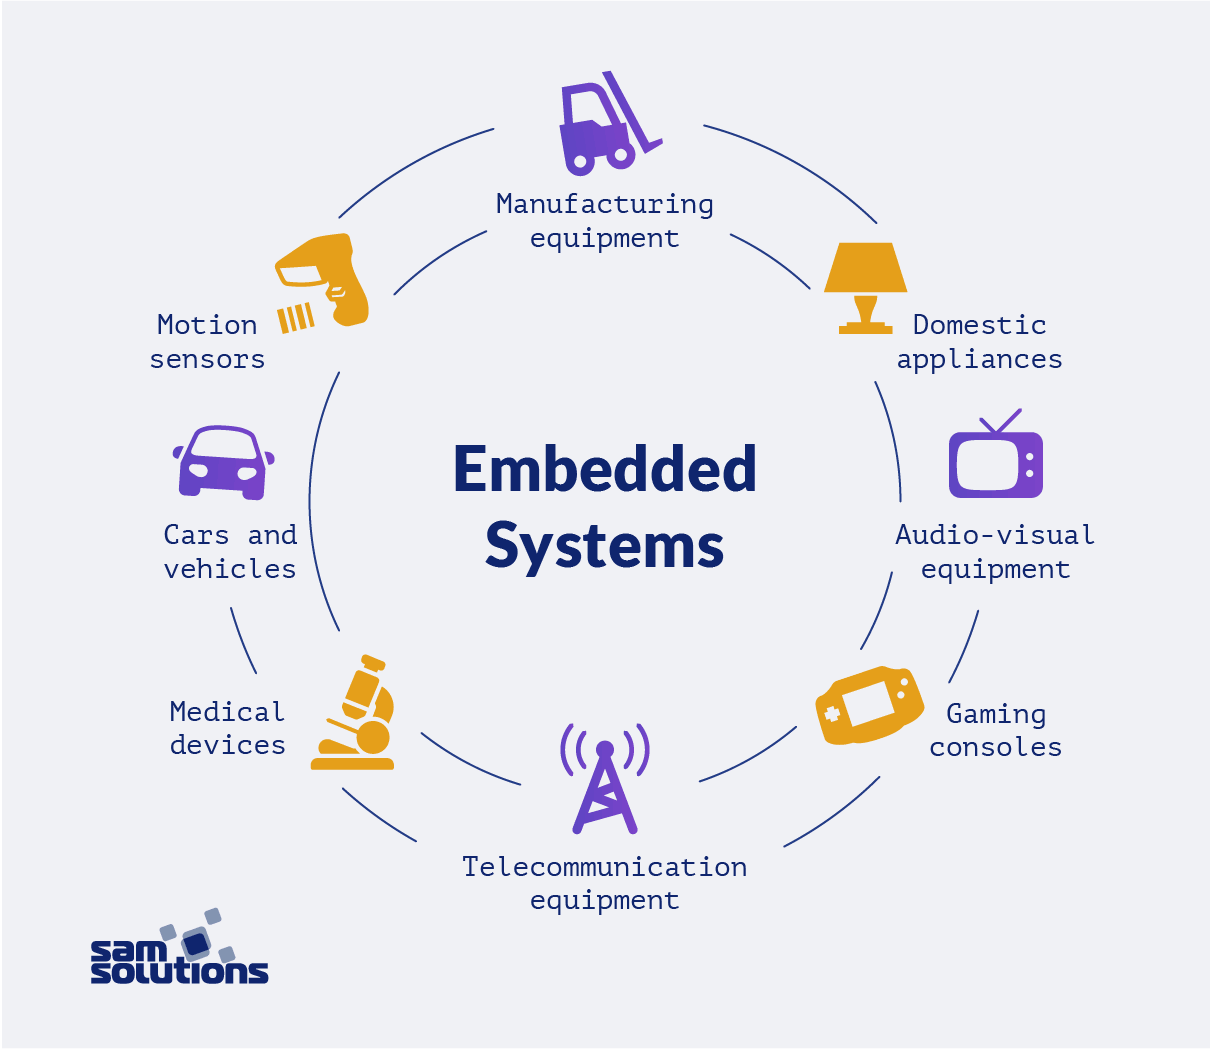 Manufacturing
equipment
Motion
sensors
Domestic
appliances
Embedded
Systems
Cars and
vehicles
Audio-visual
equipment
Medical
devices
Gaming
consoles
Telecommunication
equipment
sam
solutions